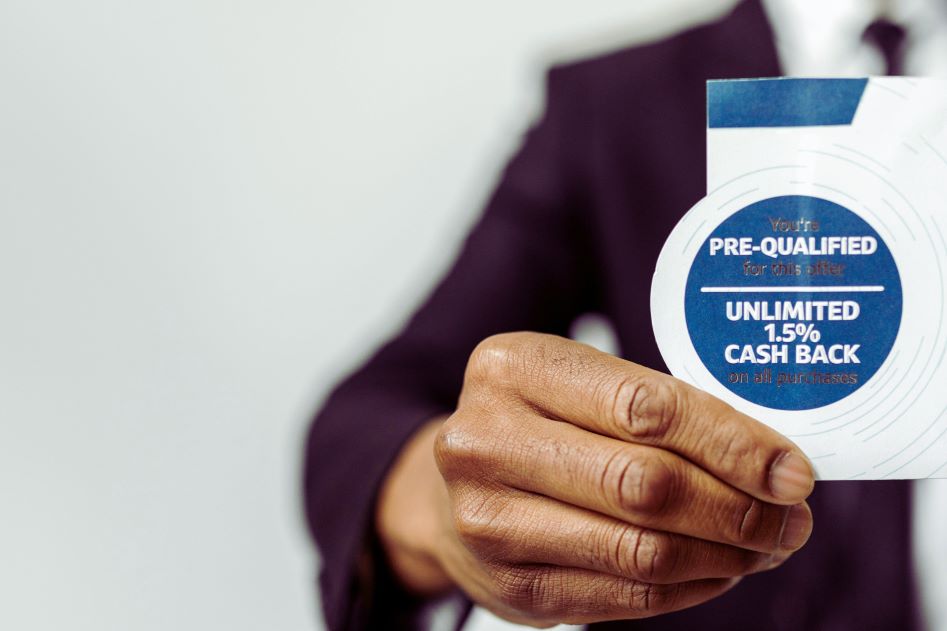 You're
PRE-QUALIFIED
for this offer
UNLIMITED
1.5%
CASH BACK
on all purchases